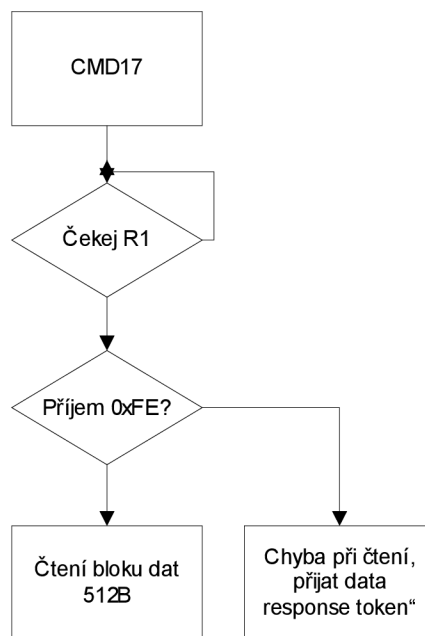 CMD17
Čekej R1
Příjem 0xFE?
Čtení bloku dat
512B
Chyba při čtení,
přijat data
response token“